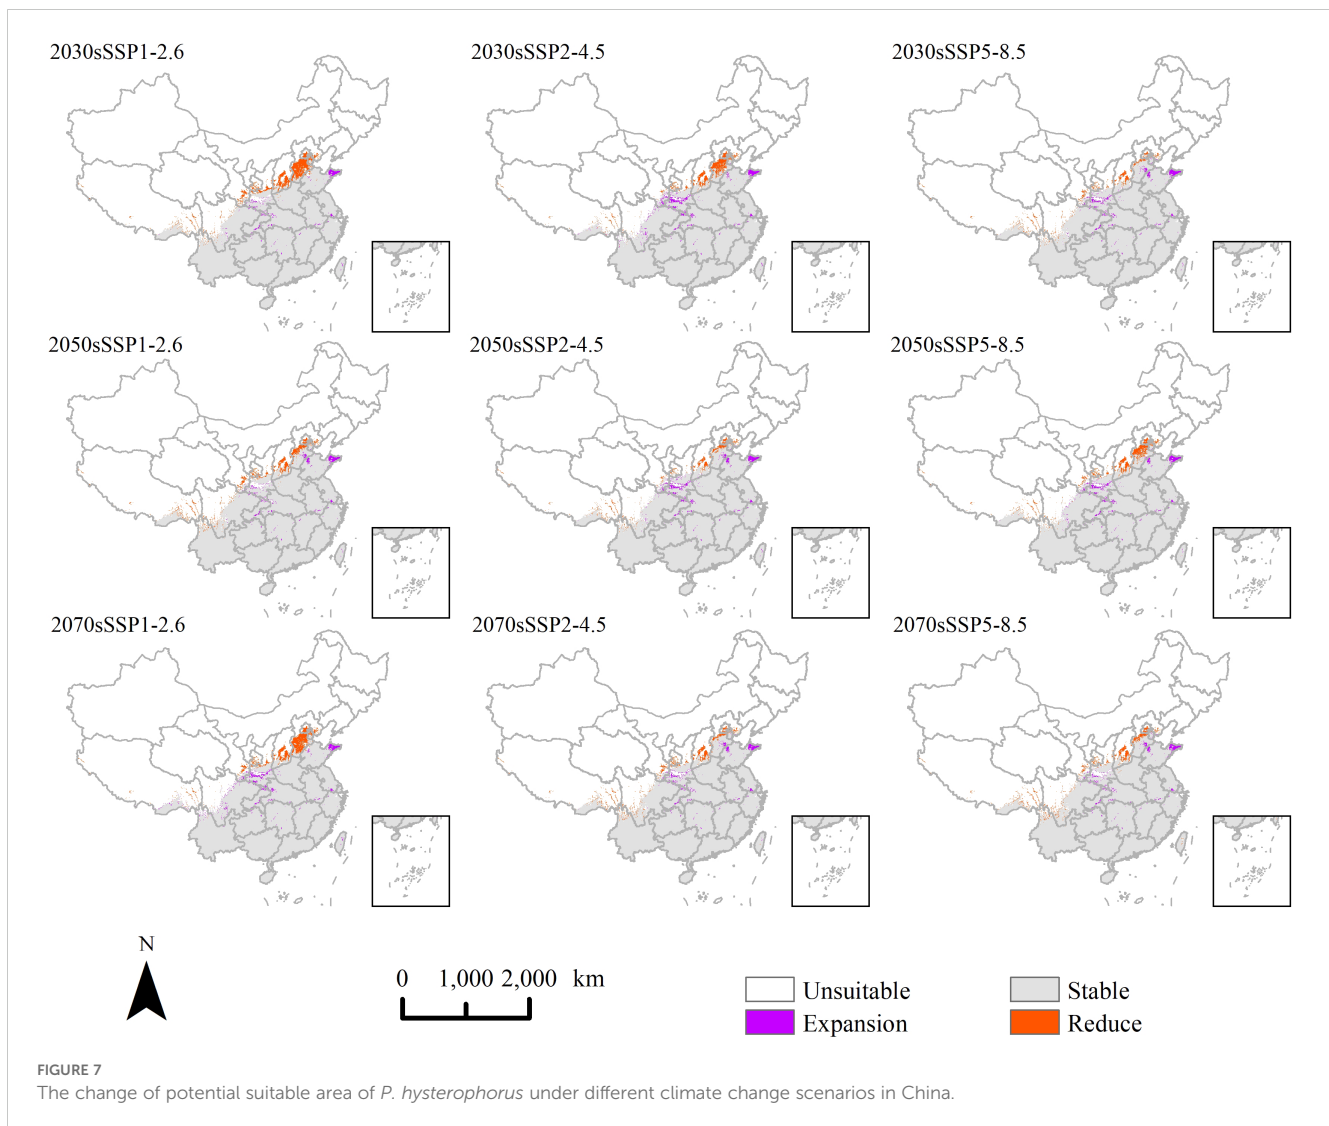 2030sSSP1-2.6
2030sSSP2-4.5
2030sSSP5-8.5
2050sSSP1-2.6
2050sSSP2-4.5
2050sSSP5-8.5
2070sSSP1-2.6
2070sSSP2-4.5
2070sSSP5-8.5
N
0 1,000 2,000 km
Unsuitable
Stable
Expansion
Reduce
FIGURE 7
The change of potential suitable area of P. hysterophorus under different climate change scenarios in China.